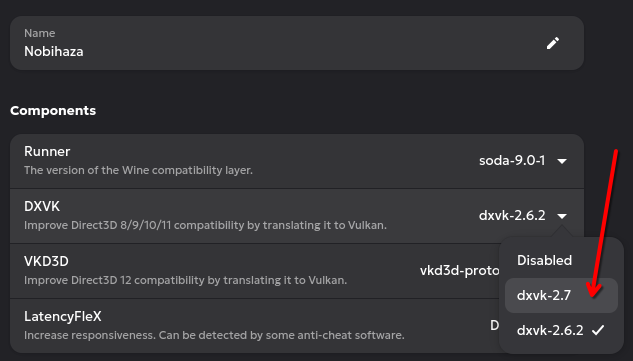 Name
Nobihaza
Components
Runner
The version of the Wine compatibility layer.
soda-9.0-1
DXVK
Improve Direct3D 8/9/10/11 compatibility by translating it to Vulkan.
dxvk-2.6.2
VKD3D
Improve Direct3D 12 compatibility by translating it to Vulkan.
vkd3d-proto
LatencyFleX
Increase responsiveness. Can be detected by some anti-cheat software.
D
Disabled
dxvk-2.7
dxvk-2.6.2